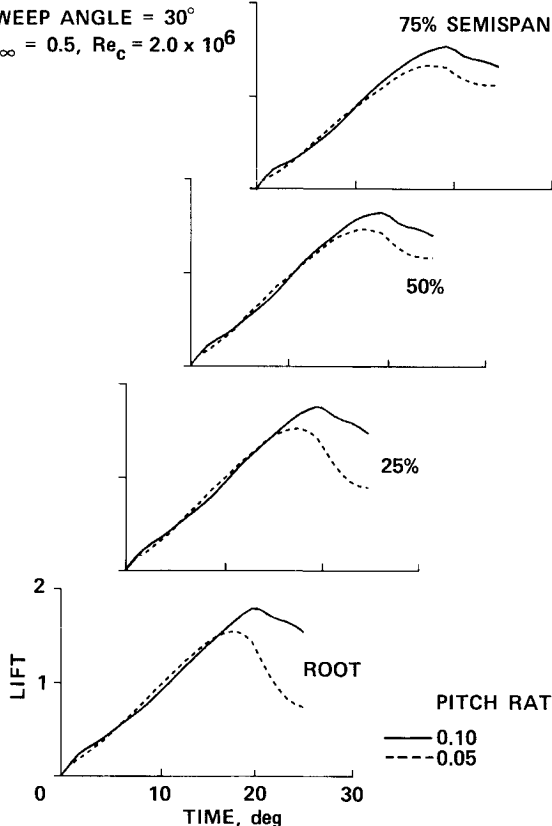 WEEP ANGLE = 30°
∞ = 0.5, Re_c = 2.0 x 10^6
75% SEMISPAN
50%
25%
2
1
0
LIFT
ROOT
PITCH RAT
0.10
0.05
10
20
30
TIME, deg